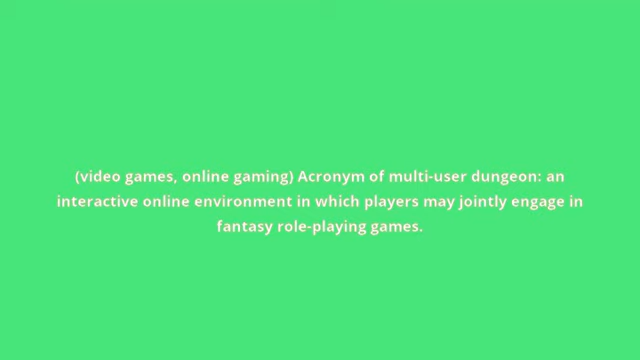 (video games, online gaming) Acronym of multi-user dungeon: an
interactive online environment in which players may jointly engage in
fantasy role-playing games.